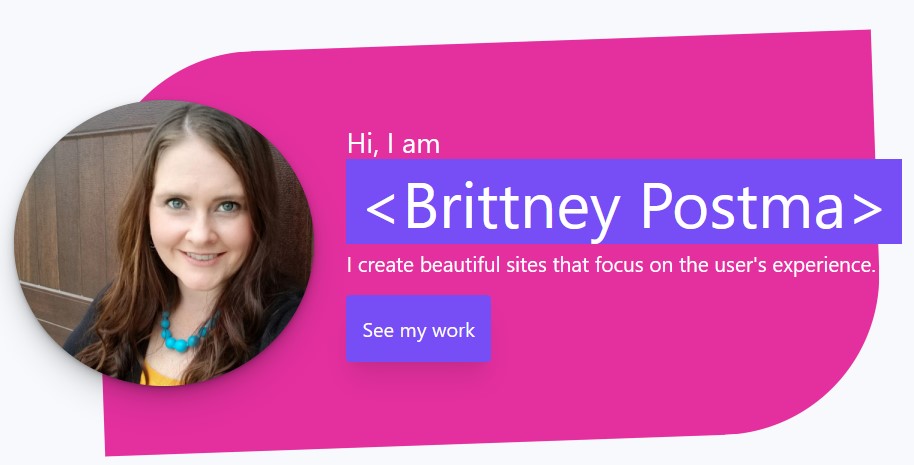 Hi, I am
<Brittney Postma>
I create beautiful sites that focus on the user's experience.
See my work